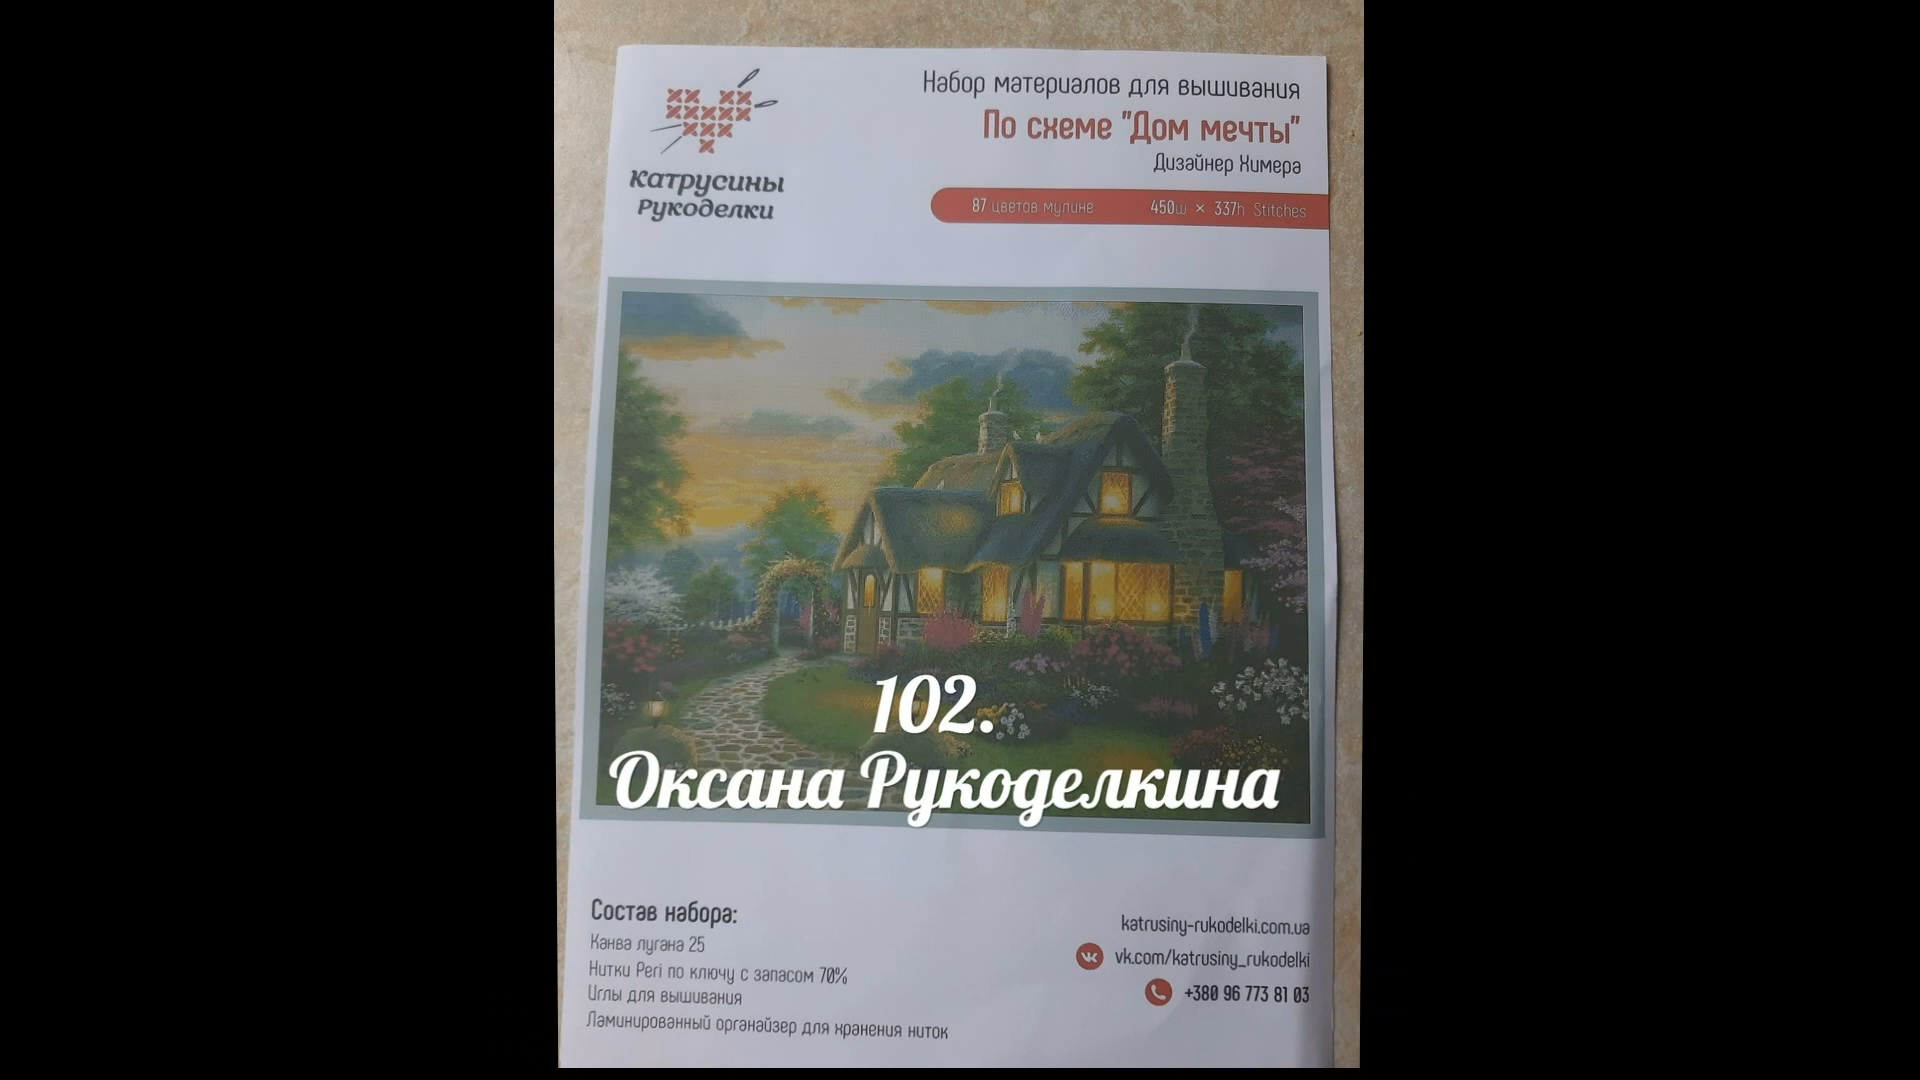 Набор материалов для вышивания
По схеме "Дом мечты"
Дизайнер Химера
Катрусины
Рукоделки
87 цветов мулине 450w × 337h Stitches
102.
Оксана Рукоделкина
Состав набора:
Канва лугана 25
Нитки Peri по ключу с запасом 70%
Иглы для вышивания
Ламинированный органайзер для хранения ниток
katrusiny-rukodelki.com.ua
vk.com/katrusiny_rukodelki
+380 96 773 81 03